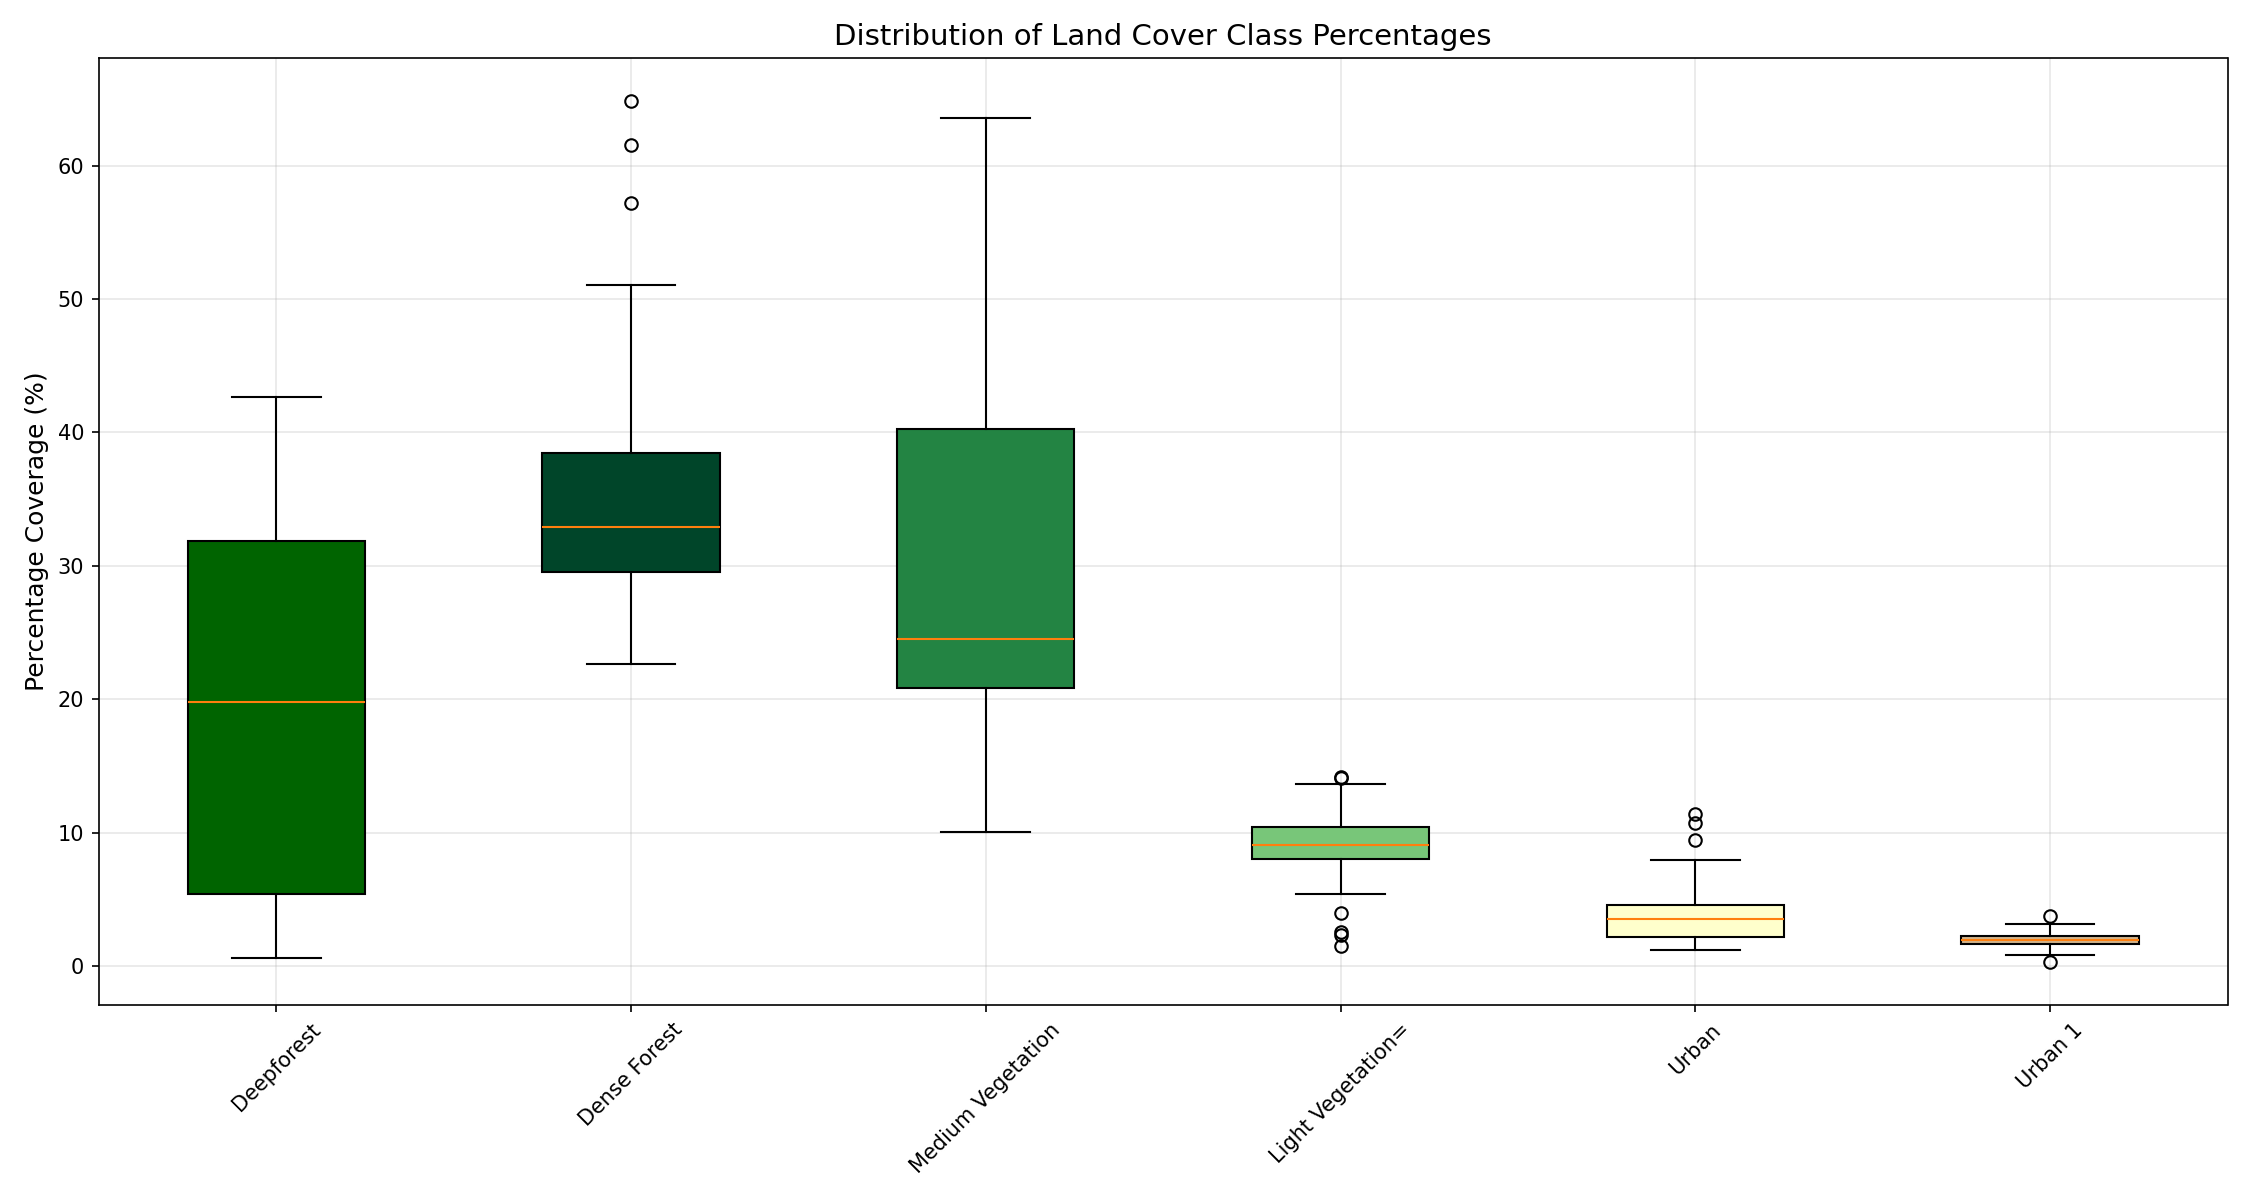 Distribution of Land Cover Class Percentages
Percentage Coverage (%)
60
50
40
30
20
10
0
Deepforest
Dense Forest
Medium Vegetation
Light Vegetation=
Urban
Urban 1